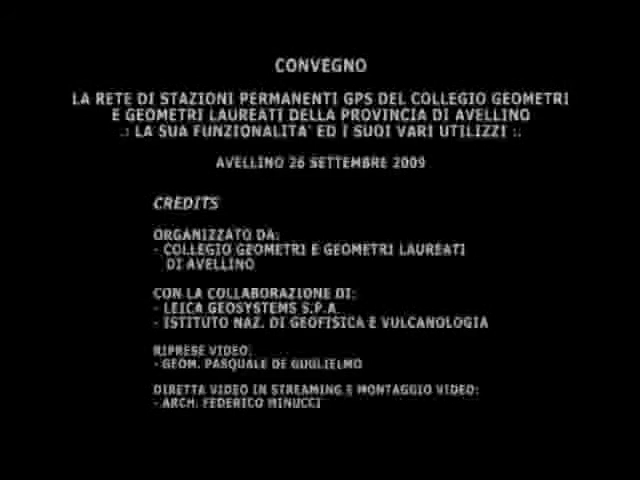 CONVEGNO
LA RETE DI STAZIONI PERMANENTI GPS DEL COLLEGIO GEOMETRI
E GEOMETRI LAUREATI DELLA PROVINCIA DI AVELLINO
.: LA SUA FUNZIONALITA' ED I SUOI VARI UTILIZZI :.
AVELLINO 26 SETTEMBRE 2009
CREDITS
ORGANIZZATO DA:
- COLLEGIO GEOMETRI E GEOMETRI LAUREATI
DI AVELLINO
CON LA COLLABORAZIONE DI:
- LEICA GEOSYSTEMS S.P.A.
- ISTITUTO NAZ. DI GEOFISICA E VULCANOLOGIA
RIPRESE VIDEO:
- GEOM. PASQUALE DE GUGLIELMO
DIRETTA VIDEO IN STREAMING E MONTAGGIO VIDEO:
- ARCH. FEDERICO MINUCCI